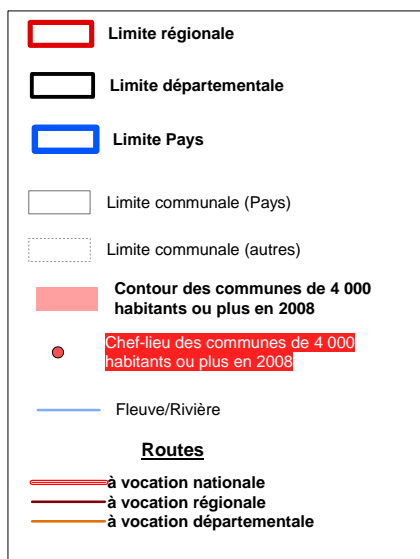 Limite régionale
Limite départementale
Limite Pays
Limite communale (Pays)
Limite communale (autres)
Contour des communes de 4 000
habitants ou plus en 2008
Chef-lieu des communes de 4 000
habitants ou plus en 2008
Fleuve/Rivière
Routes
à vocation nationale
à vocation régionale
à vocation départementale